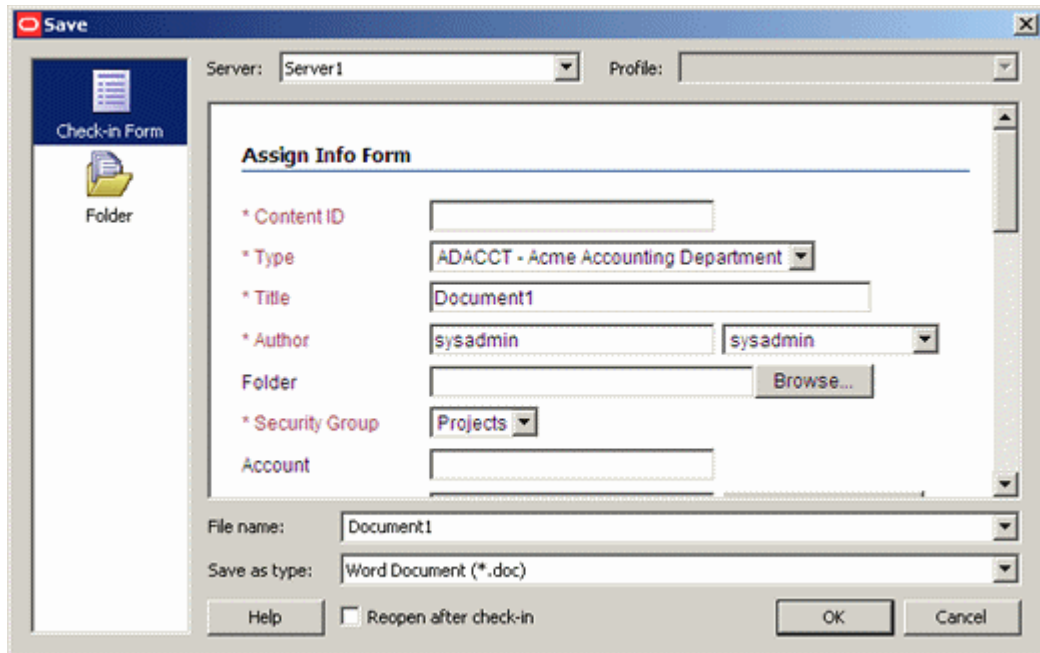 Save
Check-in Form
Folder
Server: Server1 Profile:
Assign Info Form
* Content ID
* Type ADACCT - Acme Accounting Department
* Title Document1
* Author sysadmin sysadmin
Folder Browse...
* Security Group Projects
Account
File name: Document1
Save as type: Word Document (*.doc)
Help Reopen after check-in OK Cancel